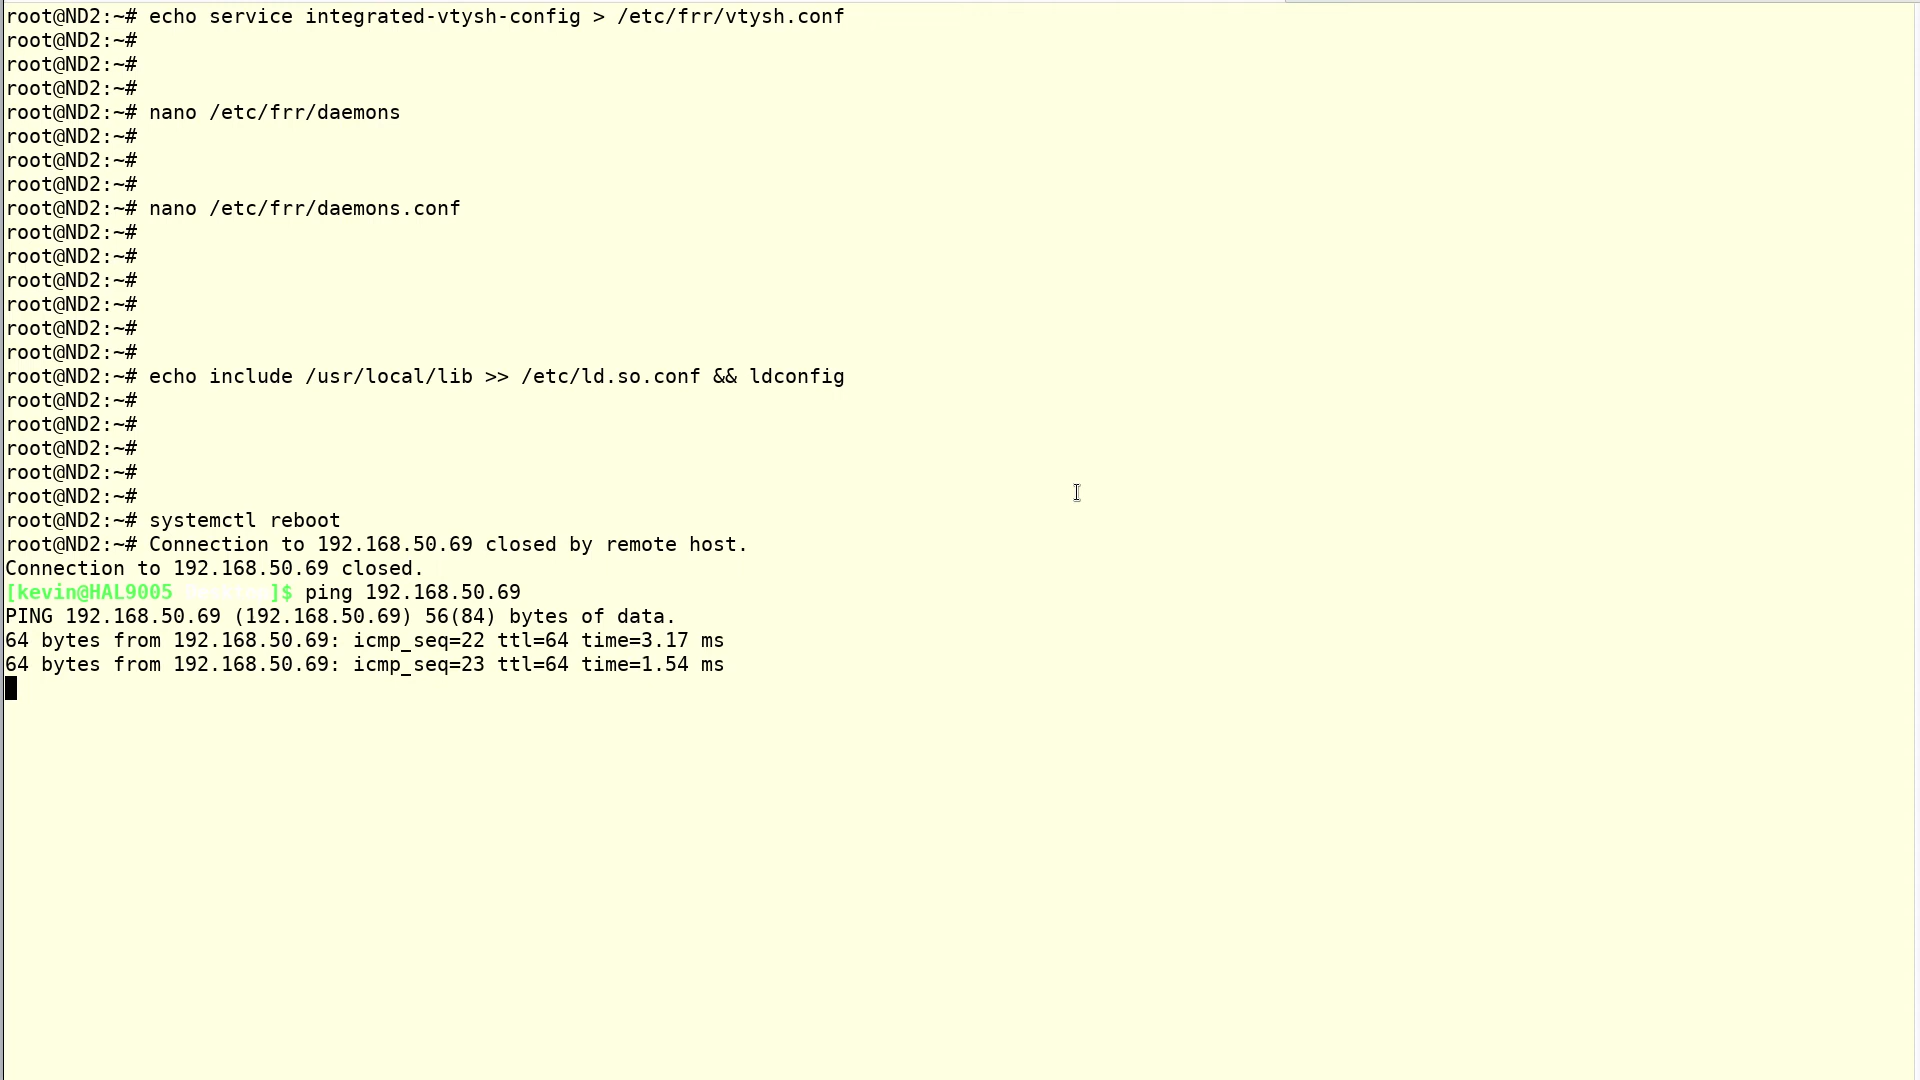 root@ND2:~# echo service integrated-vtysh-config > /etc/frr/vtysh.conf
root@ND2:~#
root@ND2:~#
root@ND2:~#
root@ND2:~# nano /etc/frr/daemons
root@ND2:~#
root@ND2:~#
root@ND2:~#
root@ND2:~# nano /etc/frr/daemons.conf
root@ND2:~#
root@ND2:~#
root@ND2:~#
root@ND2:~#
root@ND2:~#
root@ND2:~#
root@ND2:~# echo include /usr/local/lib >> /etc/ld.so.conf && ldconfig
root@ND2:~#
root@ND2:~#
root@ND2:~#
root@ND2:~#
root@ND2:~#
root@ND2:~# systemctl reboot
root@ND2:~# Connection to 192.168.50.69 closed by remote host.
Connection to 192.168.50.69 closed.
[kevin@HAL9005 ]$ ping 192.168.50.69
PING 192.168.50.69 (192.168.50.69) 56(84) bytes of data.
64 bytes from 192.168.50.69: icmp_seq=22 ttl=64 time=3.17 ms
64 bytes from 192.168.50.69: icmp_seq=23 ttl=64 time=1.54 ms